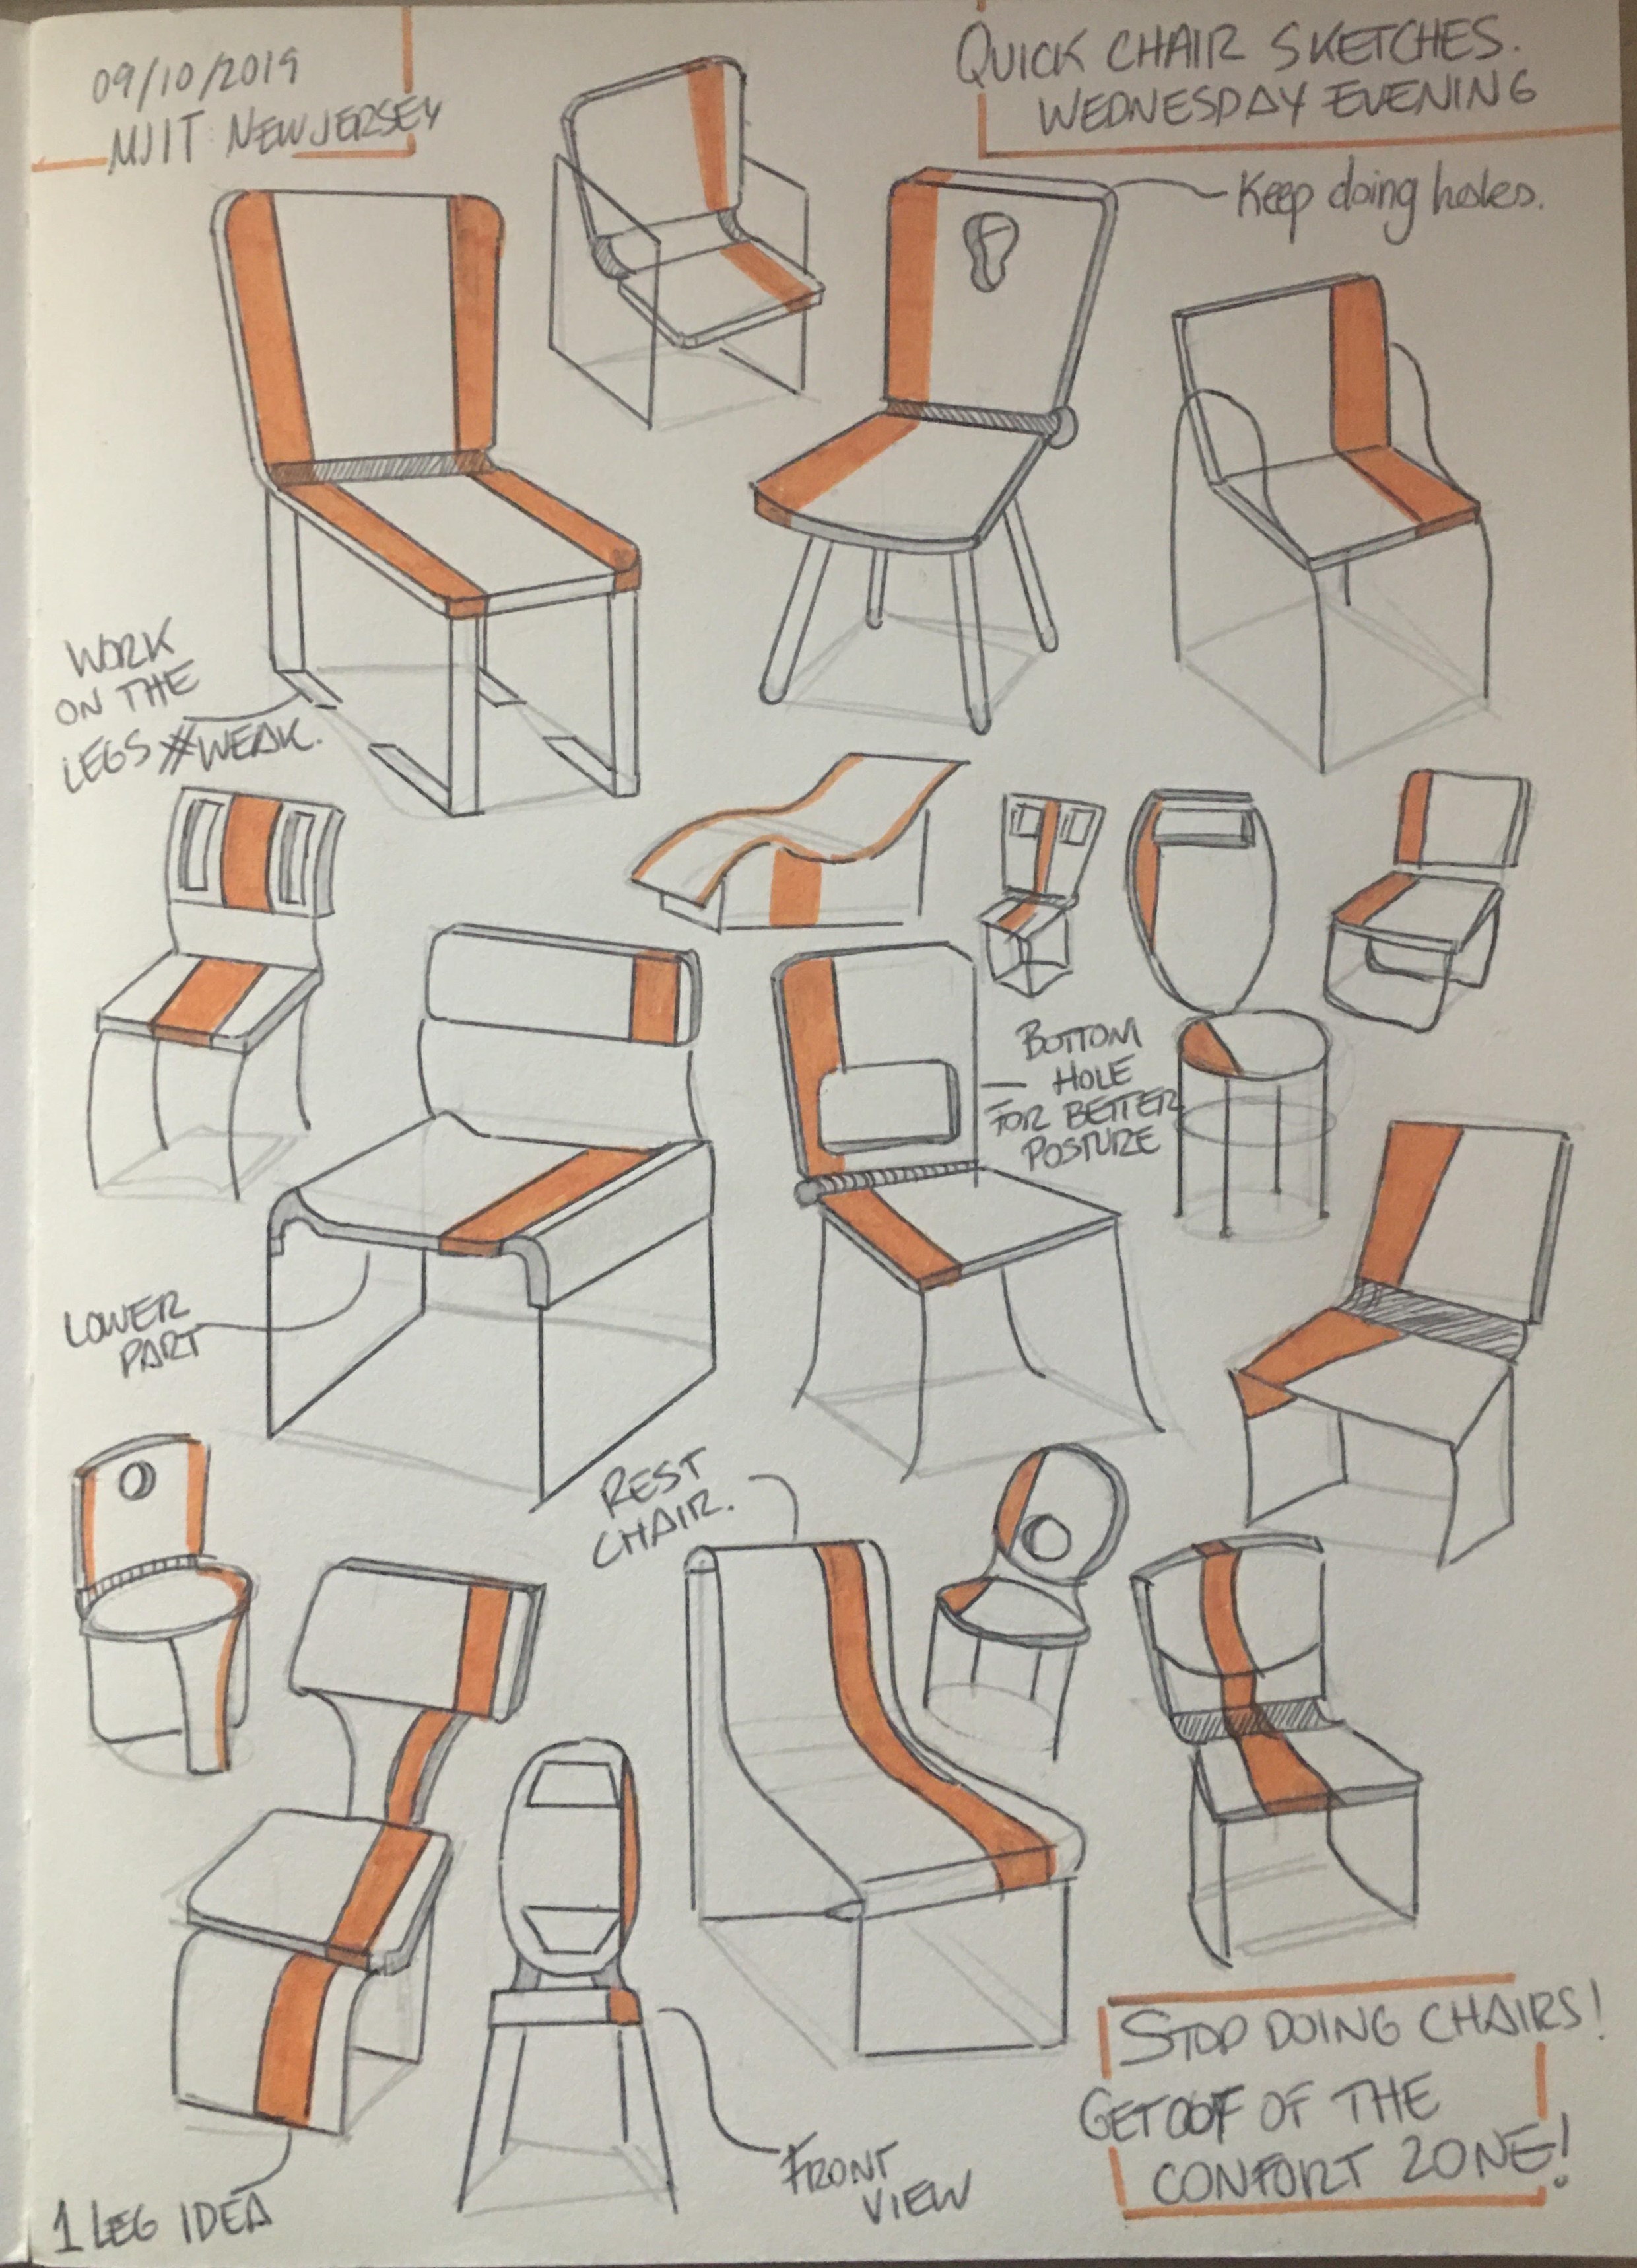 09/10/2019
NJIT NEWJERSEY
QUICK CHAIR SKETCHES.
WEDNESDAY EVENING
Keep doing holes.
WORK
ON THE
LEGS #WEAK.
BOTTOM
HOLE
FOR BETTER
POSTURE
LOWER
PART
REST
CHAIR.
1 LEG IDEA
FRONT
VIEW
STOP DOING CHAIRS!
GET OUT OF THE
CONFORT ZONE!